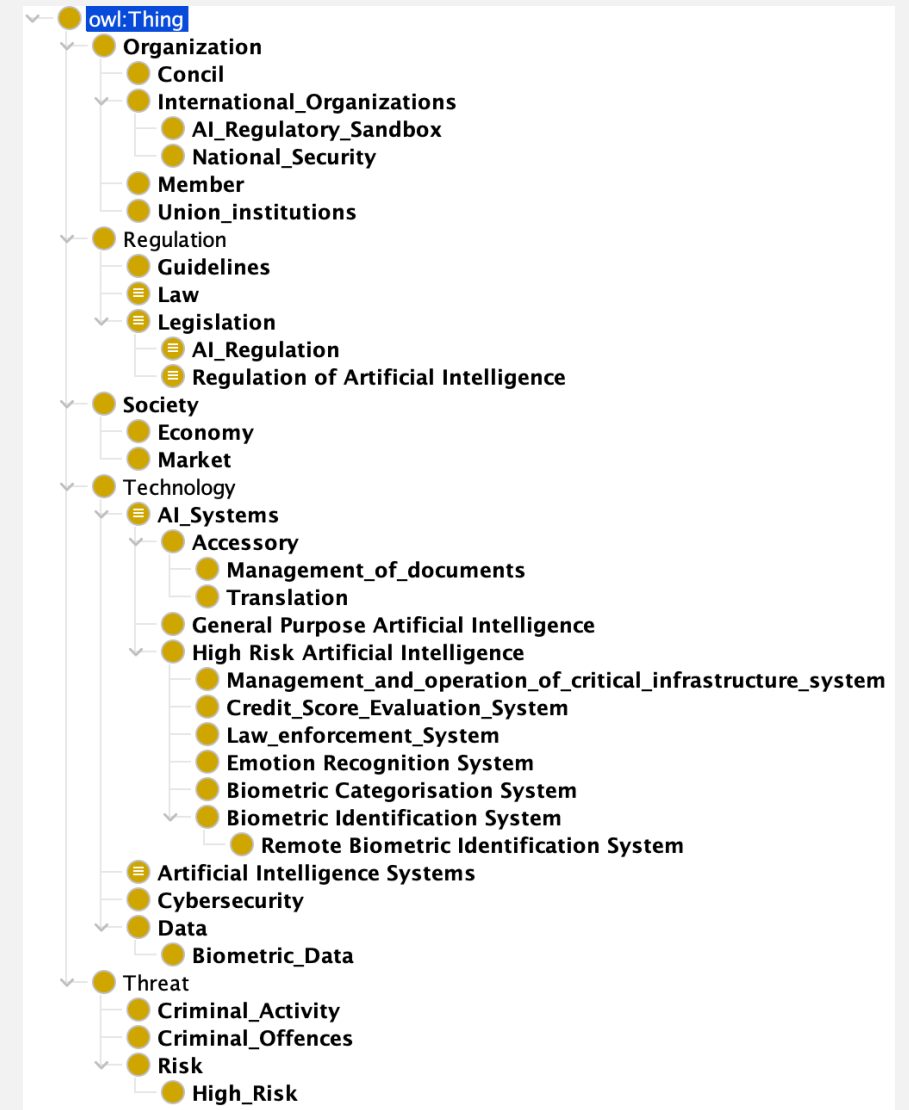 owl:Thing
Organization
Concil
International_Organizations
AI_Regulatory_Sandbox
National_Security
Member
Union_institutions
Regulation
Guidelines
Law
Legislation
AI_Regulation
Regulation of Artificial Intelligence
Society
Economy
Market
Technology
AI_Systems
Accessory
Management_of_documents
Translation
General Purpose Artificial Intelligence
High Risk Artificial Intelligence
Management_and_operation_of_critical_infrastructure_system
Credit_Score_Evaluation_System
Law_enforcement_System
Emotion Recognition System
Biometric Categorisation System
Biometric Identification System
Remote Biometric Identification System
Artificial Intelligence Systems
Cybersecurity
Data
Biometric_Data
Threat
Criminal_Activity
Criminal_Offences
Risk
High_Risk